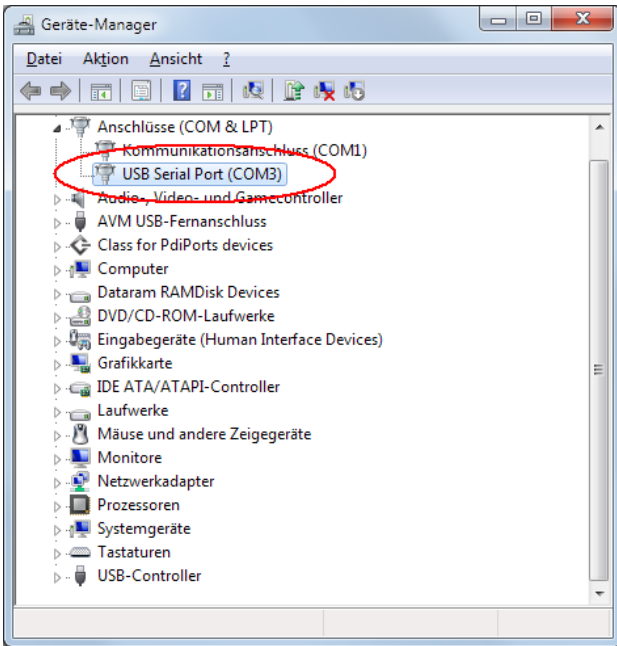 Geräte-Manager
Datei Aktion Ansicht ?
Anschlüsse (COM & LPT)
Kommunikationsanschluss (COM1)
USB Serial Port (COM3)
Audio-, Video- und Gamecontroller
AVM USB-Fernanschluss
Class for PdiPorts devices
Computer
Dataram RAMDisk Devices
DVD/CD-ROM-Laufwerke
Eingabegeräte (Human Interface Devices)
Grafikkarte
IDE ATA/ATAPI-Controller
Laufwerke
Mäuse und andere Zeigegeräte
Monitore
Netzwerkadapter
Prozessoren
Systemgeräte
Tastaturen
USB-Controller